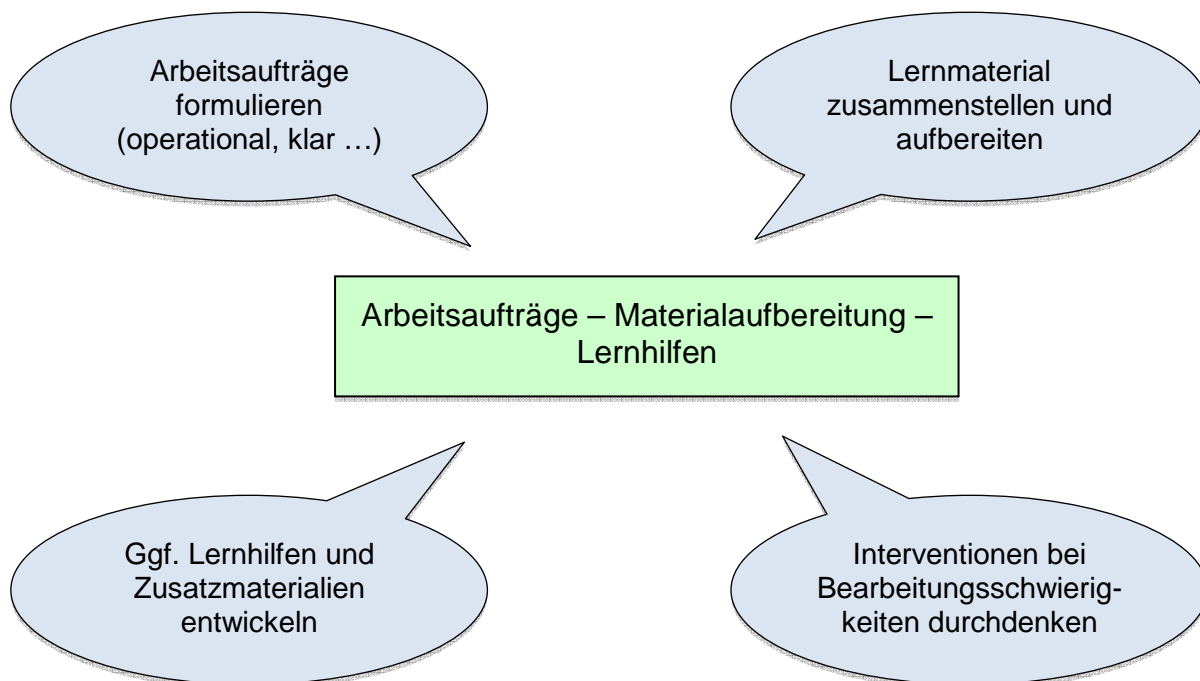 Arbeitsaufträge
formulieren
(operational, klar …)
Lernmaterial
zusammenstellen und
aufbereiten
Arbeitsaufträge – Materialaufbereitung –
Lernhilfen
Ggf. Lernhilfen und
Zusatzmaterialien
entwickeln
Interventionen bei
Bearbeitungsschwierig-
keiten durchdenken